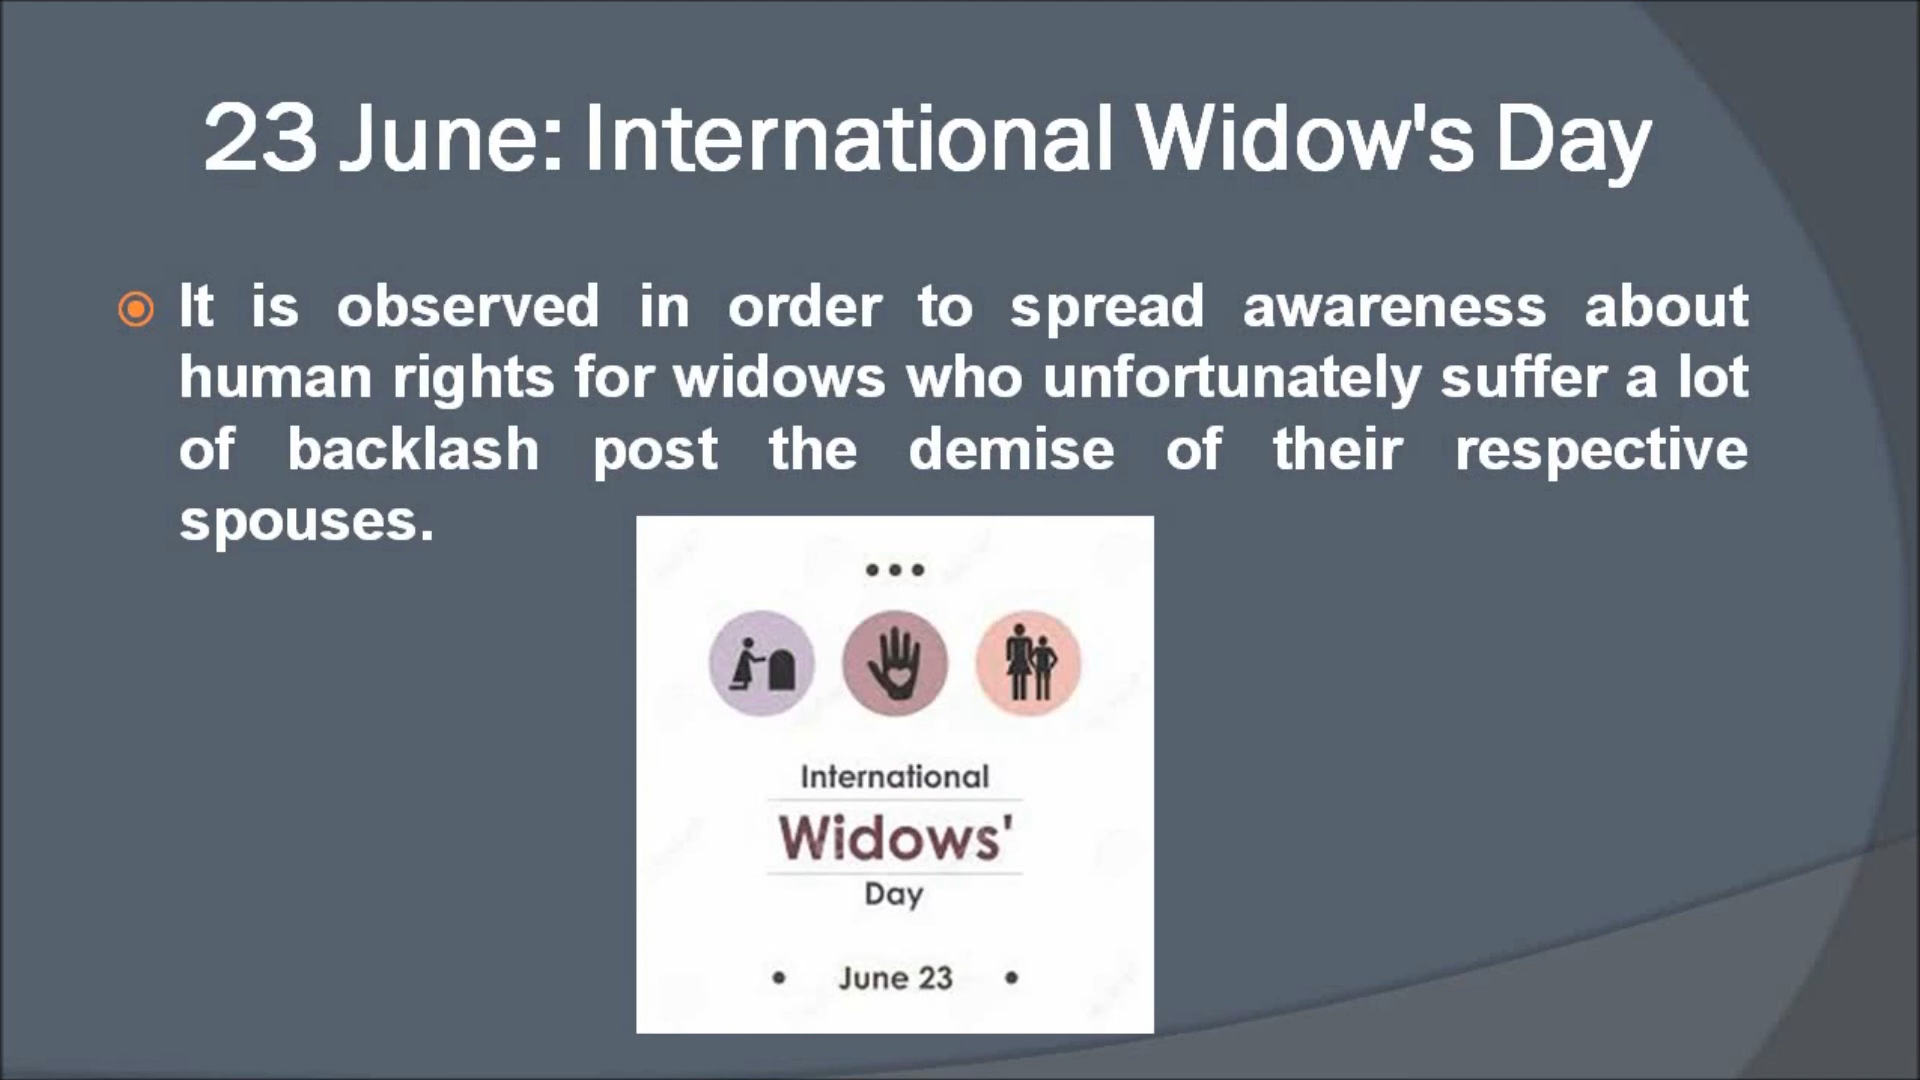 23 June: International Widow's Day
It is observed in order to spread awareness about
human rights for widows who unfortunately suffer a lot
of backlash post the demise of their respective
spouses.
International
Widows'
Day
• June 23 •